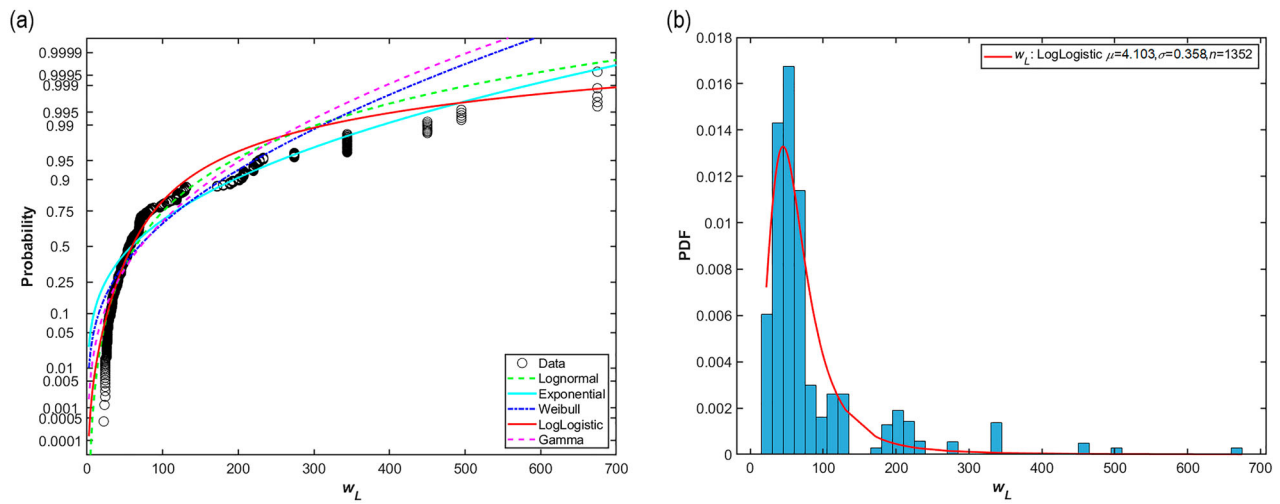 (a)
Probability
0.9999
0.9995
0.999
0.995
0.99
0.95
0.9
0.75
0.5
0.25
0.1
0.05
0.01
0.005
0.001
0.0005
0.0001
0 100 200 300 400 500 600 700
w_L
Data
Lognormal
Exponential
Weibull
LogLogistic
Gamma
(b)
PDF
0.018
0.016
0.014
0.012
0.010
0.008
0.006
0.004
0.002
0
0 100 200 300 400 500 600 700
w_L
w_L: LogLogistic μ=4.103,σ=0.358,n=1352